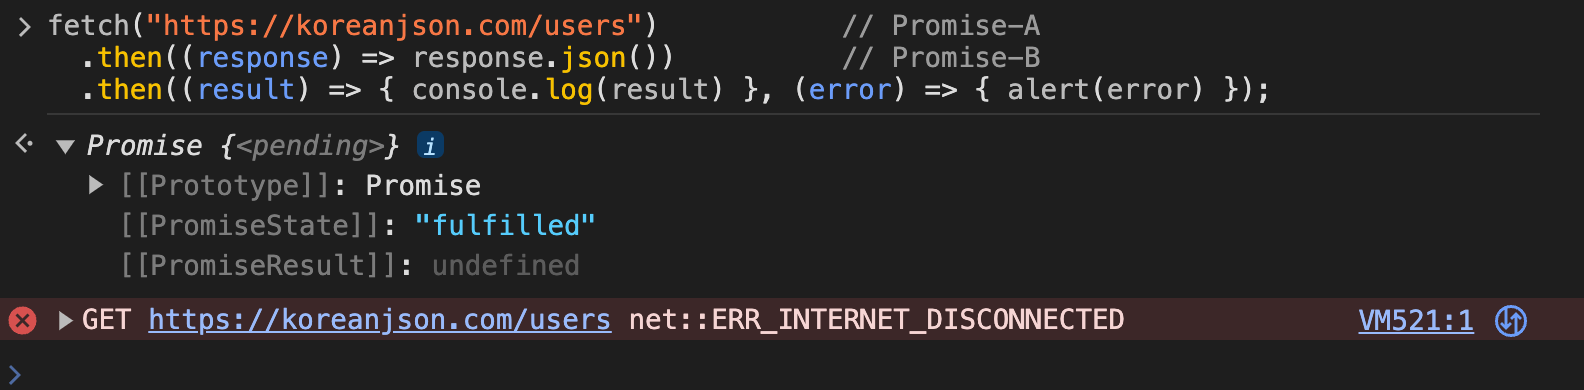 fetch("https://koreanjson.com/users") // Promise-A
.then((response) => response.json()) // Promise-B
.then((result) => { console.log(result) }, (error) => { alert(error) });
Promise {<pending>} i
[[Prototype]]: Promise
[[PromiseState]]: "fulfilled"
[[PromiseResult]]: undefined
GET https://koreanjson.com/users net::ERR_INTERNET_DISCONNECTED VM521:1